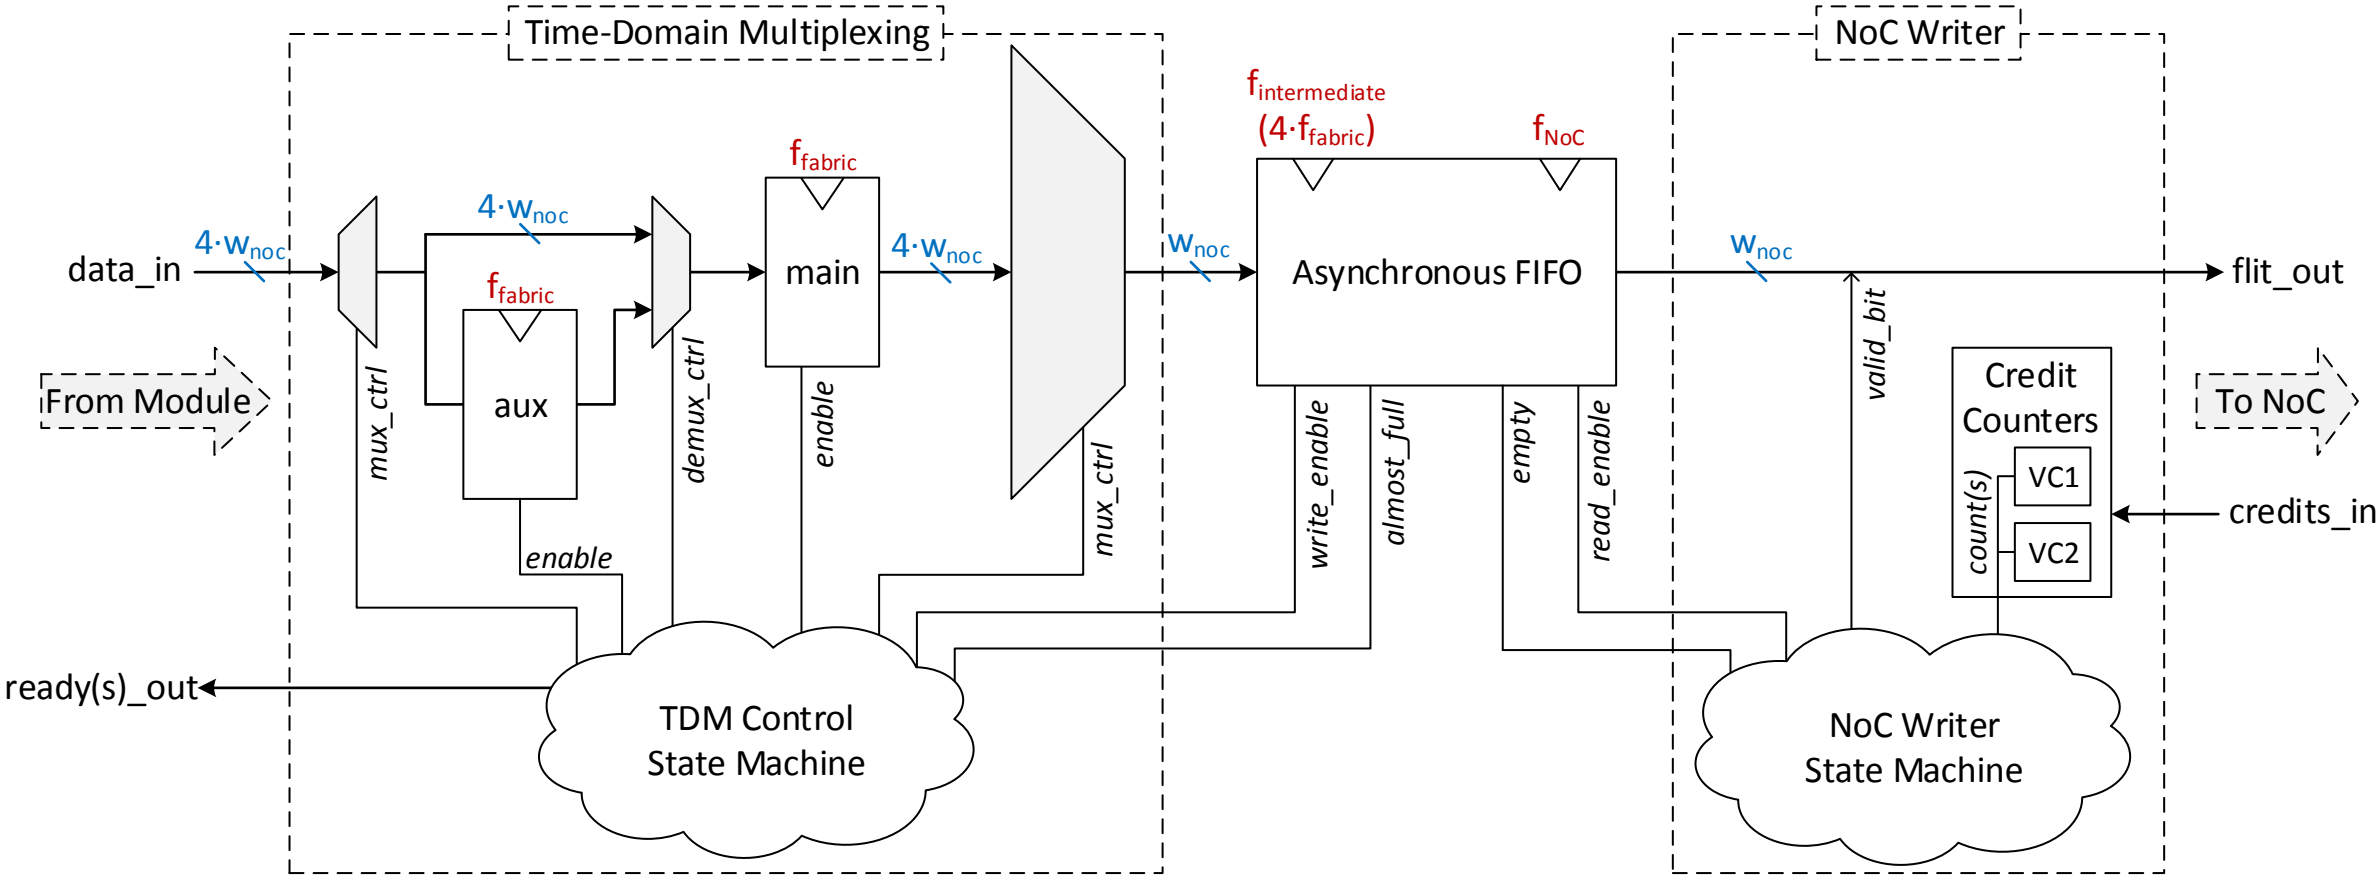 Time-Domain Multiplexing
NoC Writer
f_intermediate
(4·f_fabric)
f_NoC
f_fabric
4·w_noc
4·w_noc
4·w_noc
w_noc
w_noc
data_in
main
Asynchronous FIFO
flit_out
f_fabric
aux
valid_bit
From Module
mux_ctrl
demux_ctrl
enable
enable
mux_ctrl
write_enable
almost_full
empty
read_enable
Credit
Counters
VC1
VC2
count(s)
To NoC
credits_in
ready(s)_out
TDM Control
State Machine
NoC Writer
State Machine